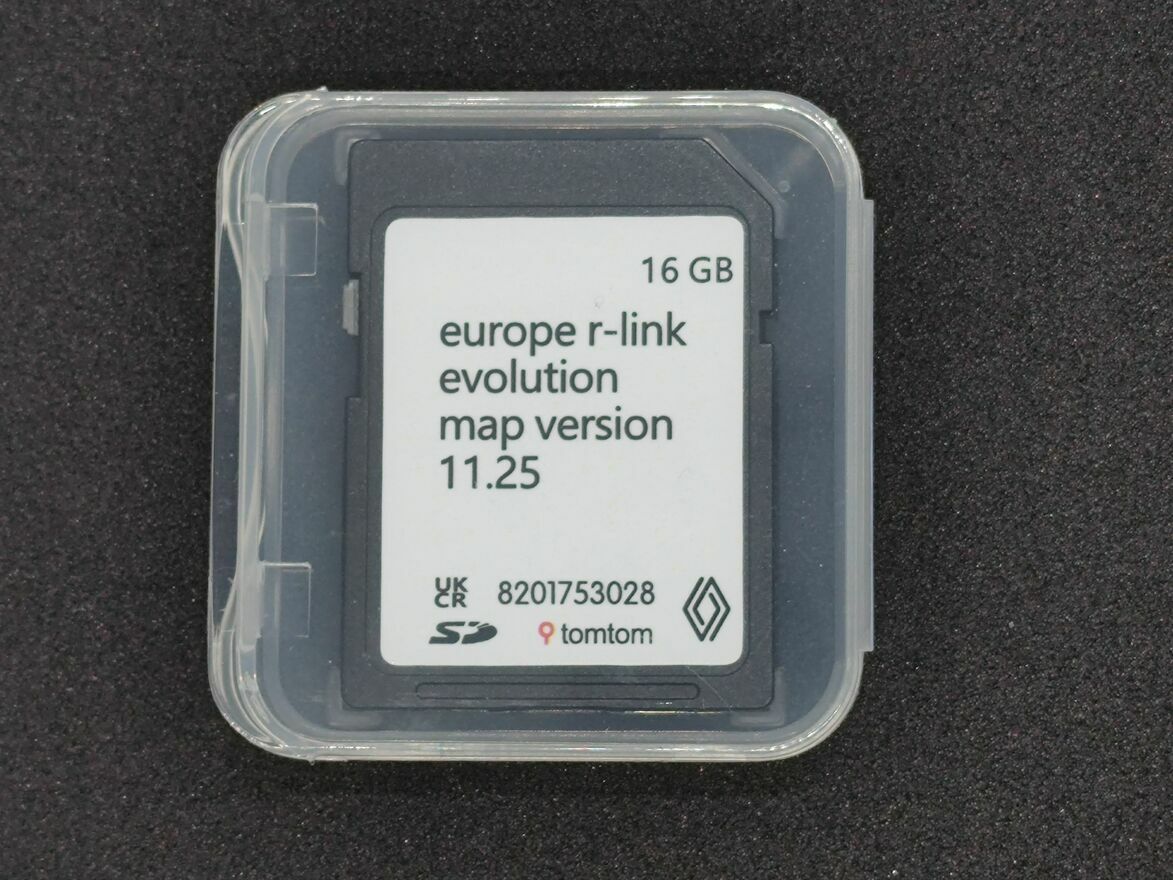 16 GB
europe r-link
evolution
map version
11.25
UK
CR
8201753028
SD
tomtom